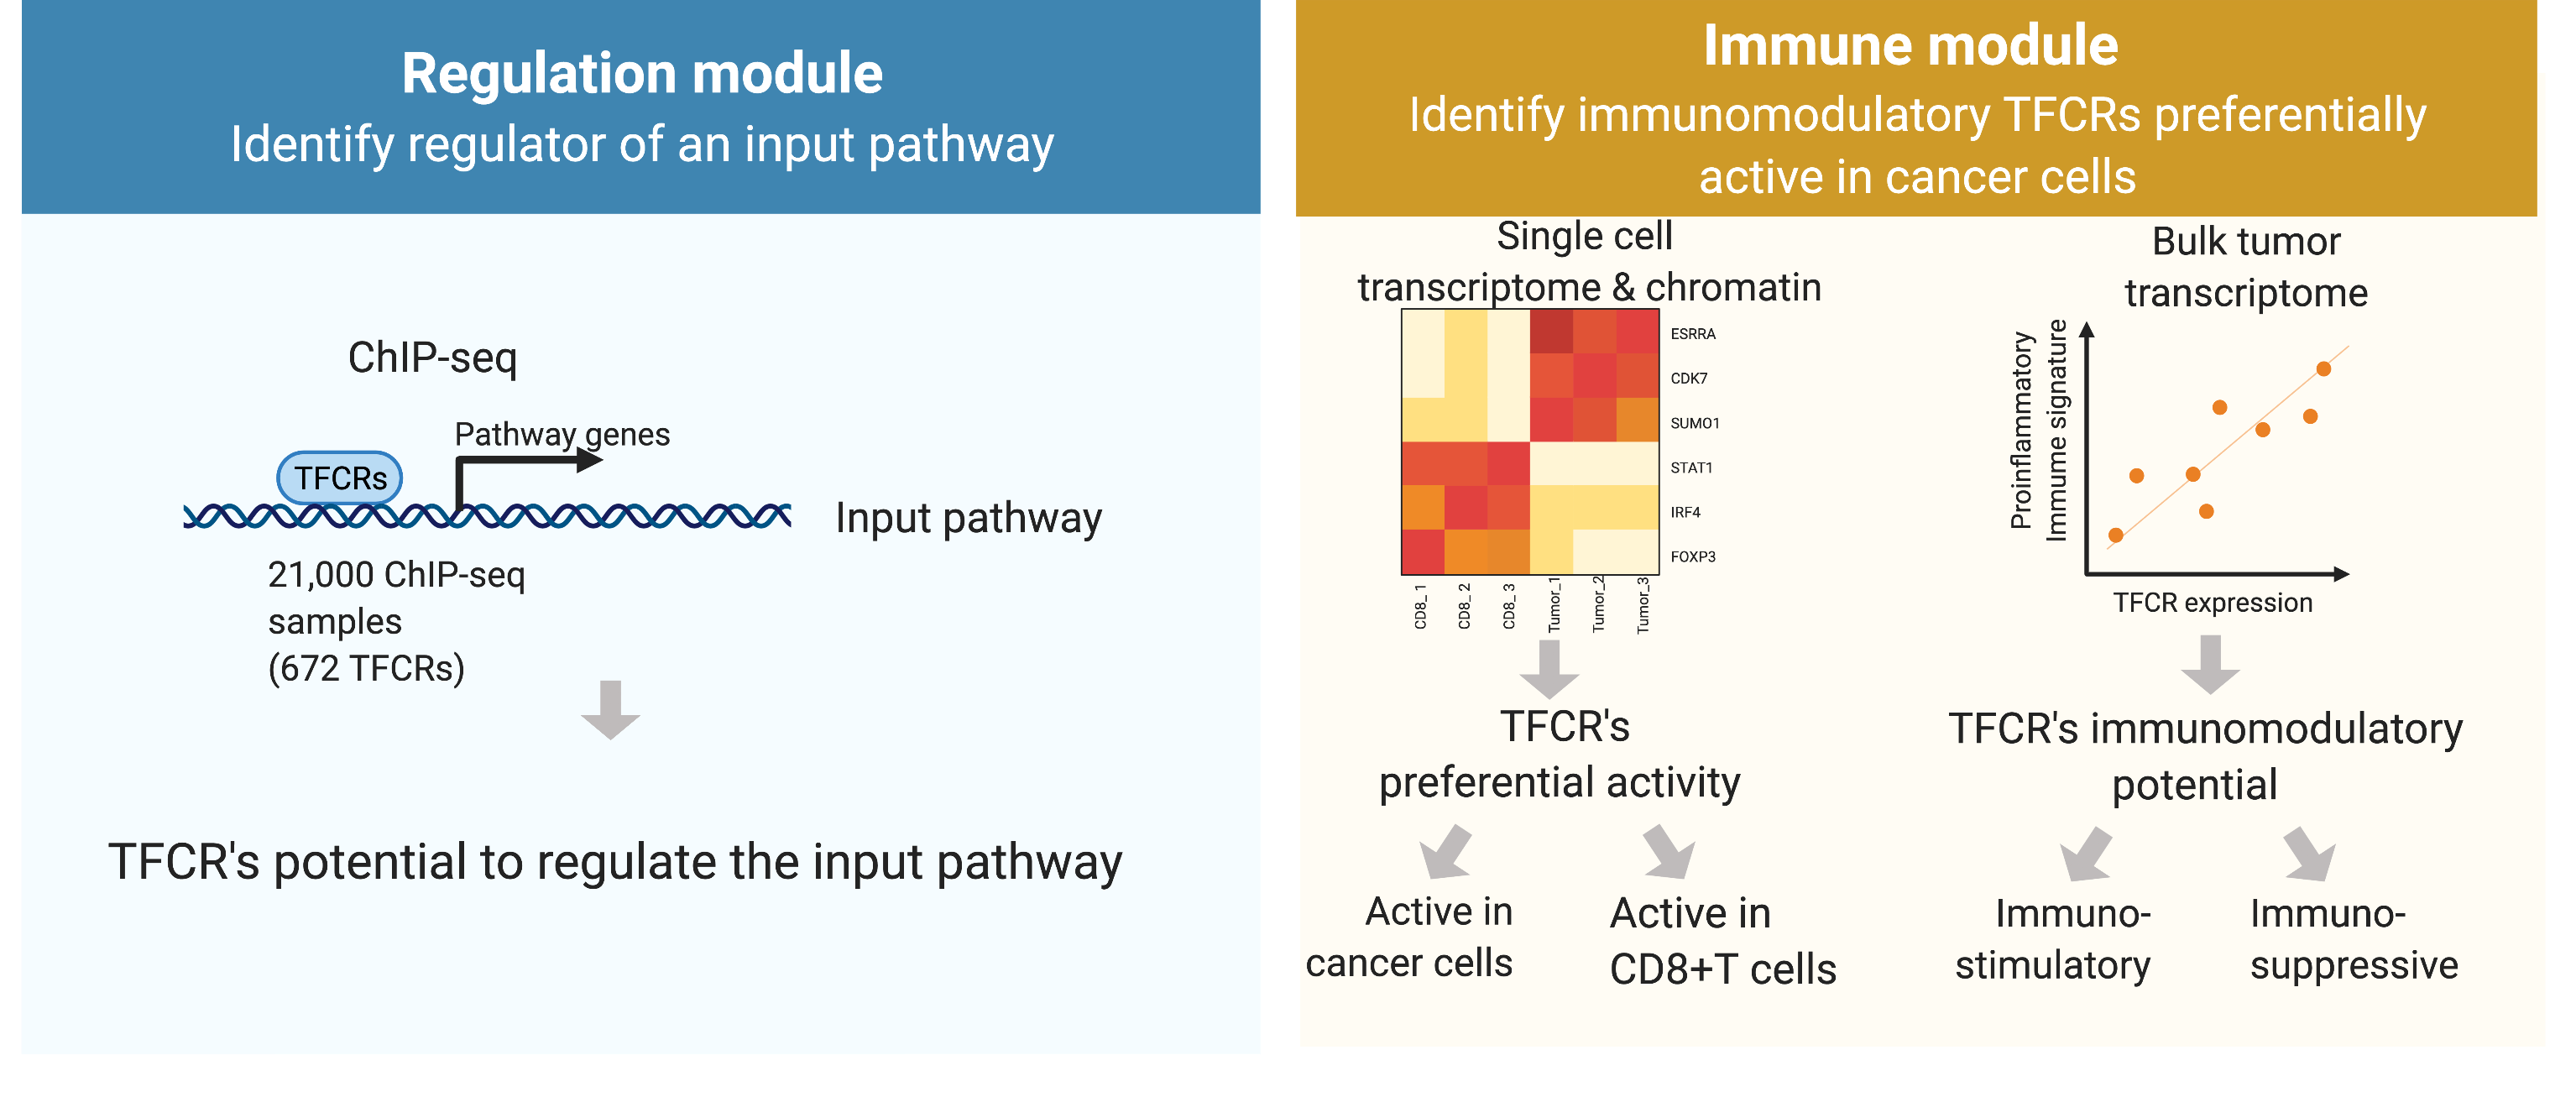 Regulation module
Identify regulator of an input pathway
ChIP-seq
Pathway genes
TFCRs
Input pathway
21,000 ChIP-seq
samples
(672 TFCRs)
TFCR's potential to regulate the input pathway
Immune module
Identify immunomodulatory TFCRs preferentially
active in cancer cells
Single cell
transcriptome & chromatin
ESRRA
CDK7
SUMO1
STAT1
IRF4
FOXP3
CD8_1
CD8_2
CD8_3
Tumor_1
Tumor_2
Tumor_3
TFCR's
preferential activity
Active in
cancer cells
Active in
CD8+T cells
Bulk tumor
transcriptome
Proinflammatory
Immune signature
TFCR expression
TFCR's immunomodulatory
potential
Immuno-
stimulatory
Immuno-
suppressive